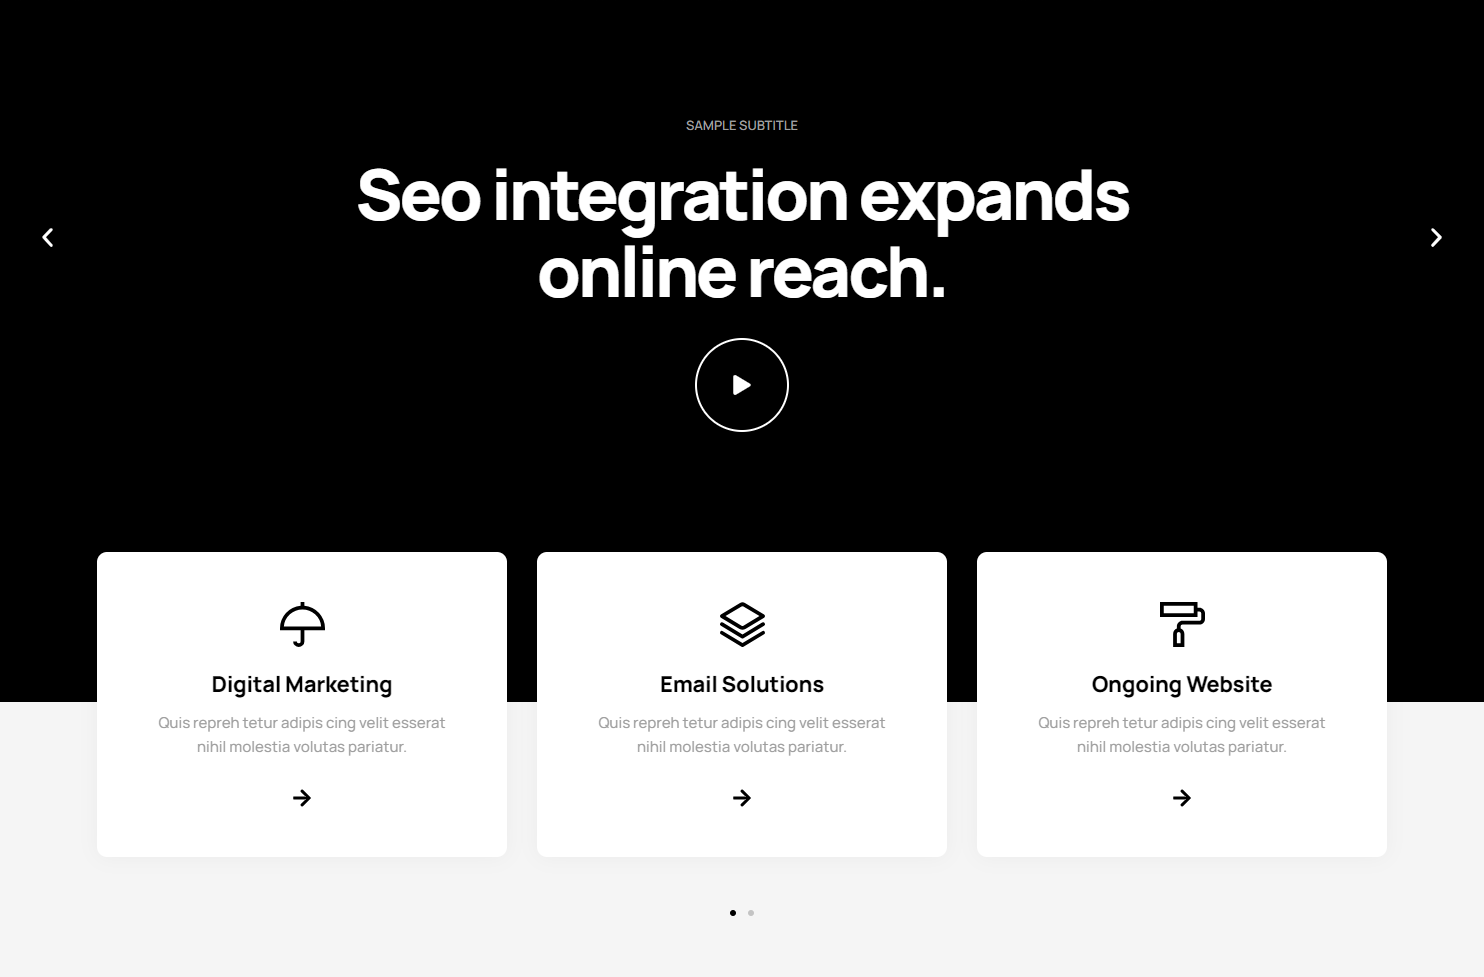 SAMPLE SUBTITLE
Seo integration expands
online reach.
Digital Marketing
Quis repreh tetur adipis cing velit esserat
nihil molestia volutas pariatur.
Email Solutions
Quis repreh tetur adipis cing velit esserat
nihil molestia volutas pariatur.
Ongoing Website
Quis repreh tetur adipis cing velit esserat
nihil molestia volutas pariatur.